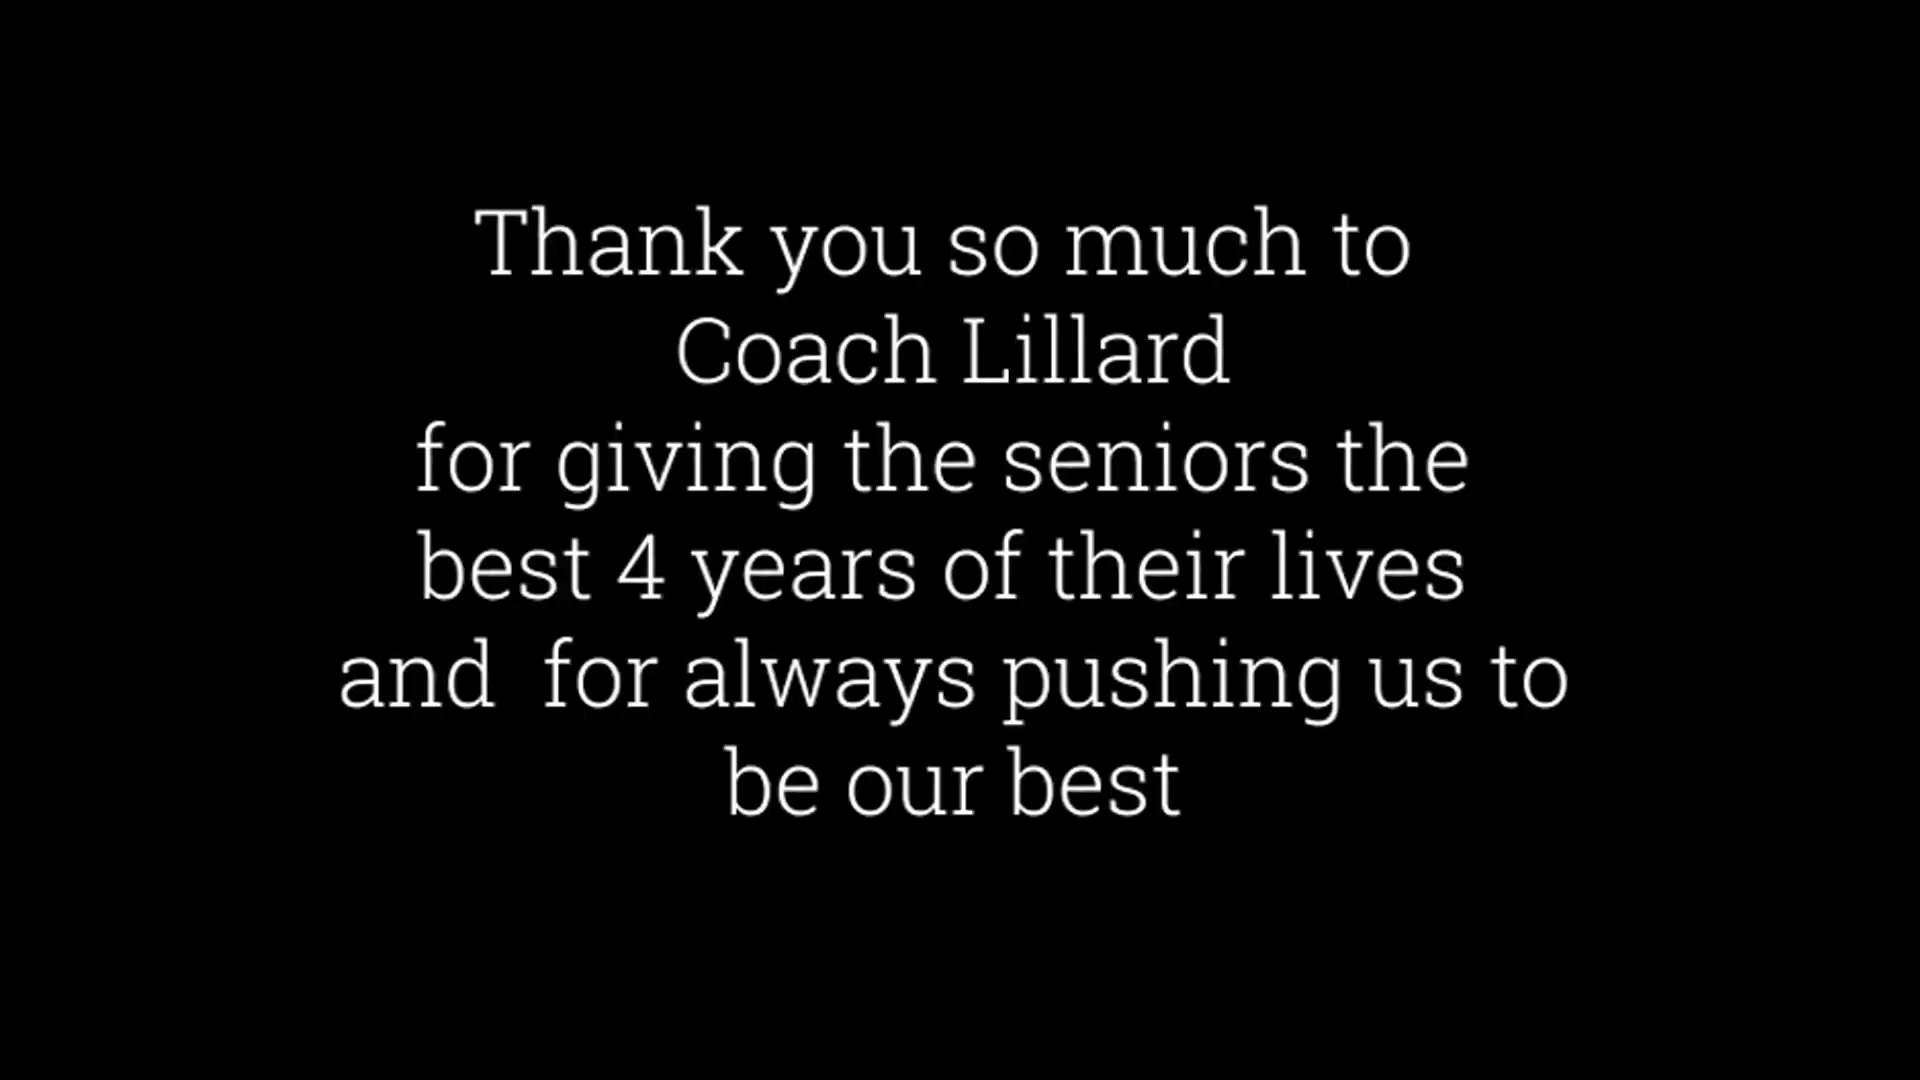 Thank you so much to
Coach Lillard
for giving the seniors the
best 4 years of their lives
and  for always pushing us to
be our best